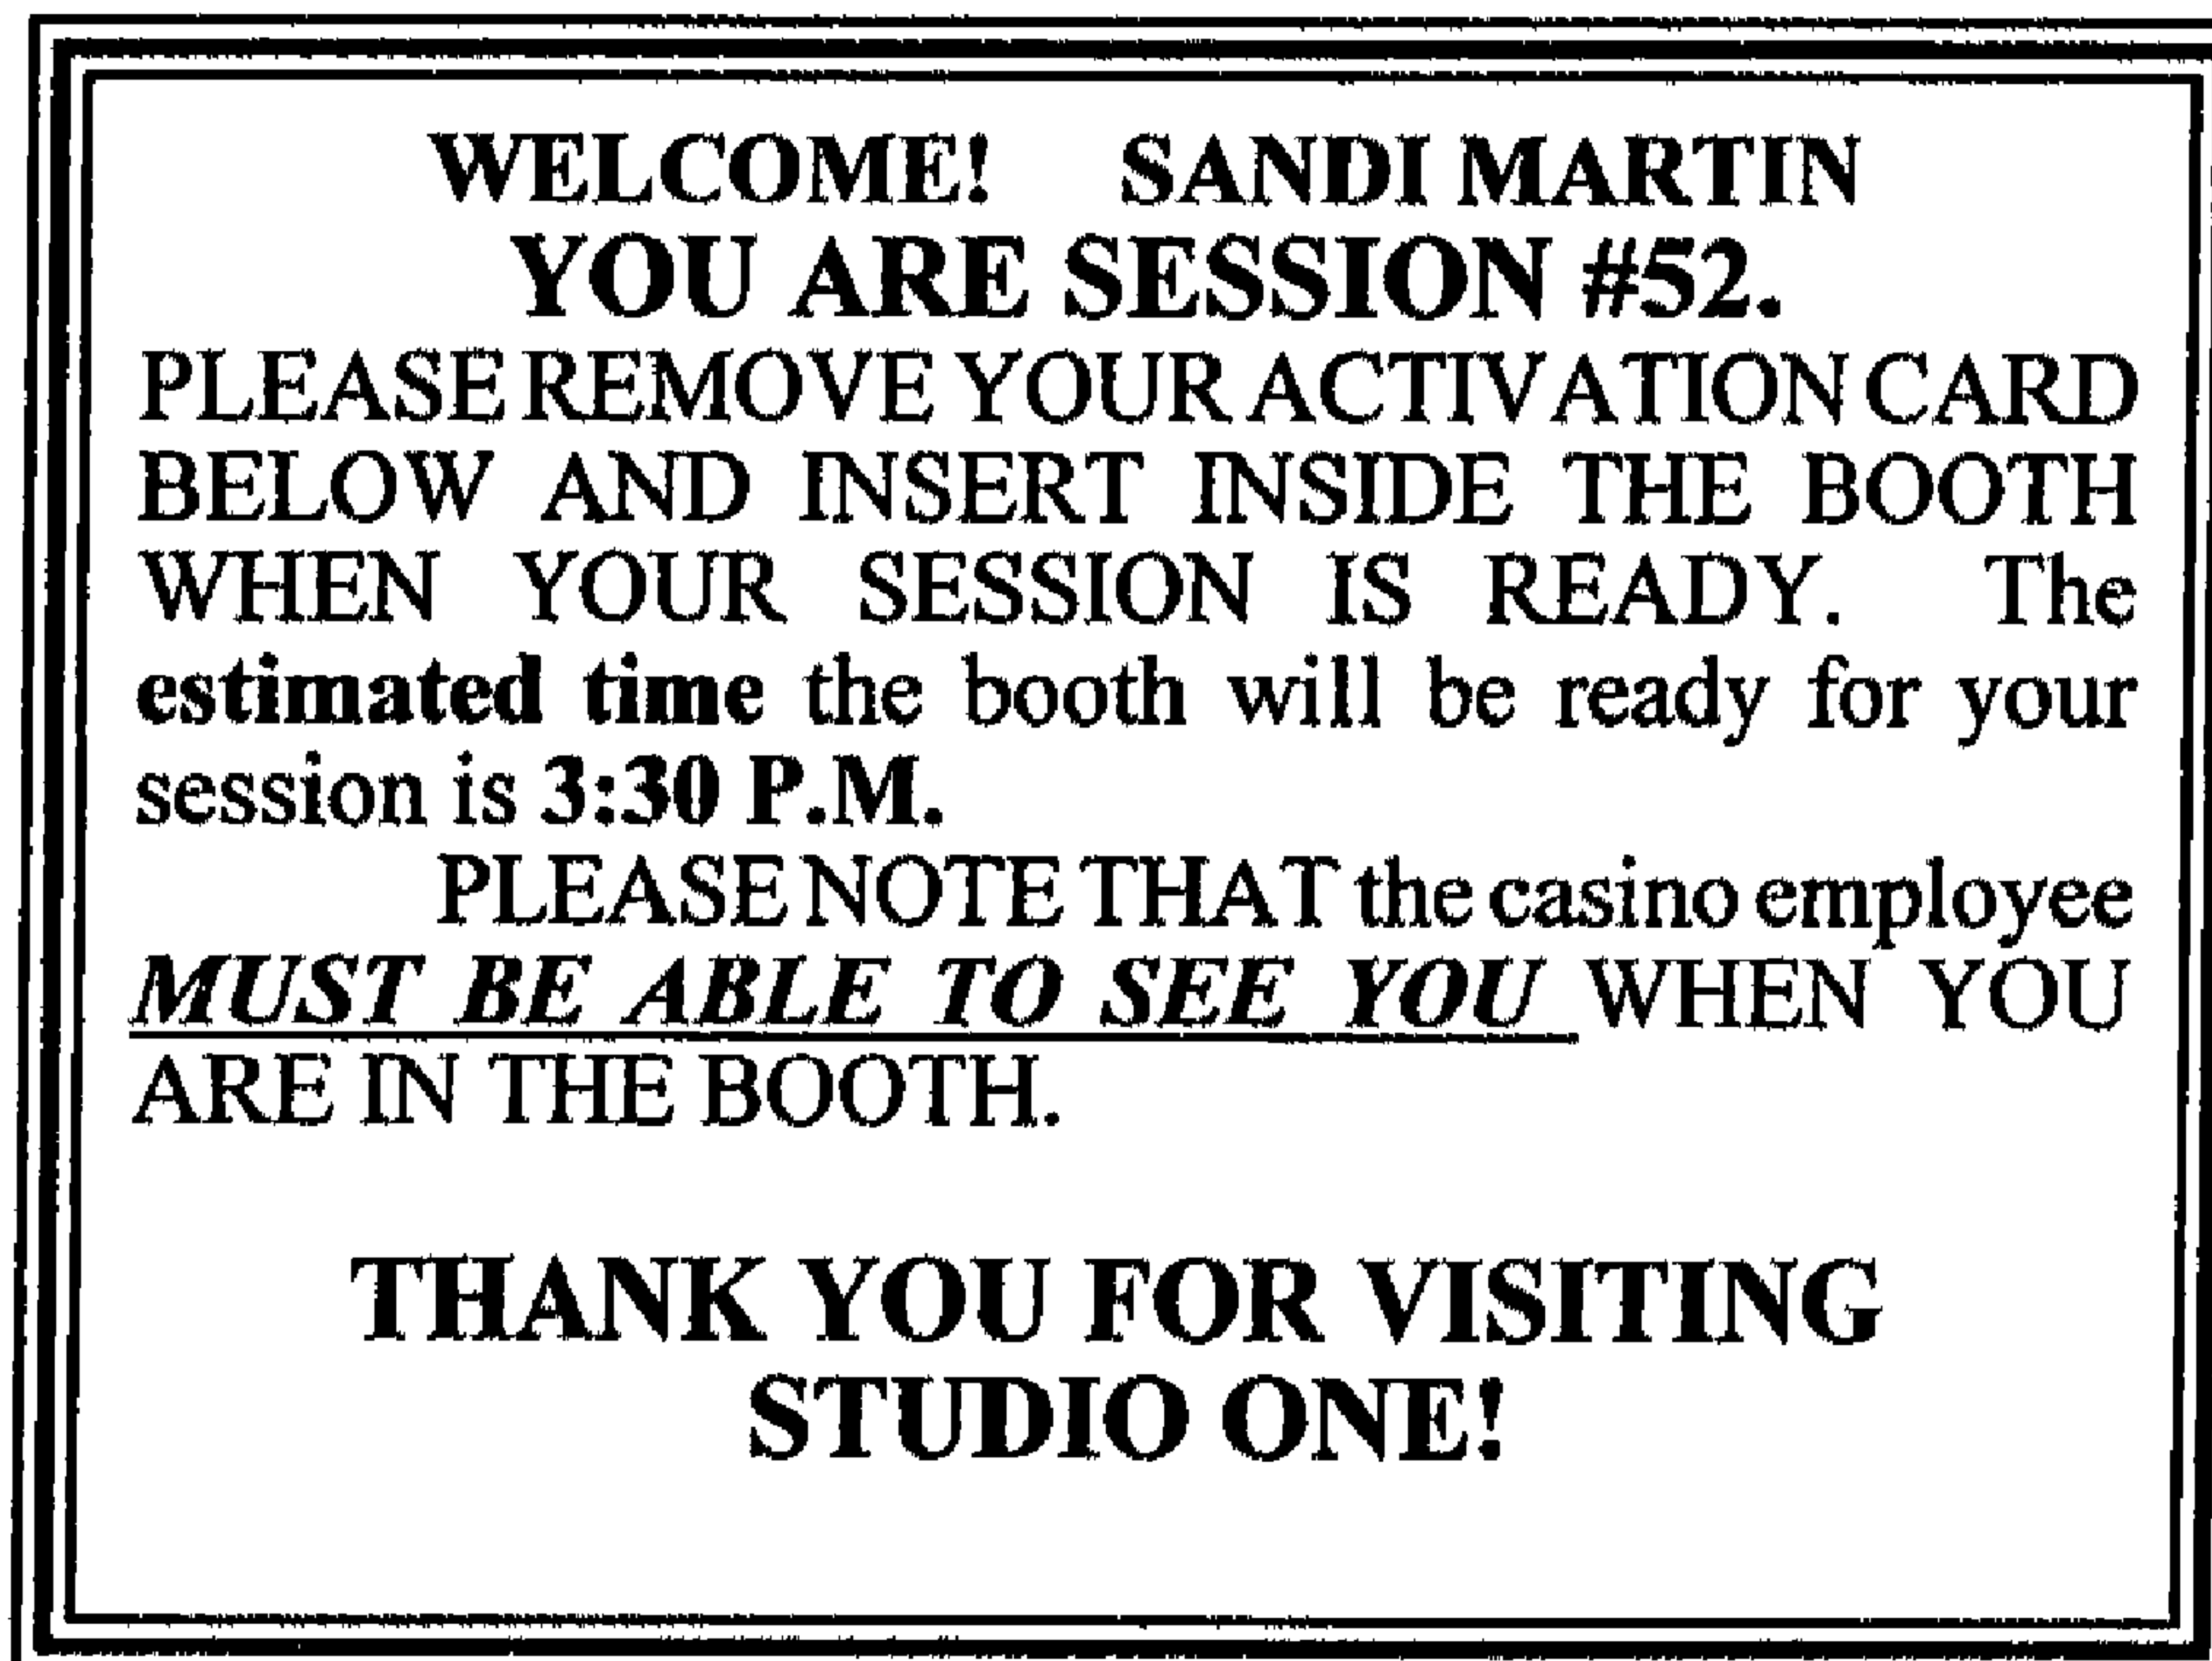 WELCOME! SANDI MARTIN
YOU ARE SESSION #52.
PLEASE REMOVE YOUR ACTIVATION CARD
BELOW AND INSERT INSIDE THE BOOTH
WHEN YOUR SESSION IS READY. The
estimated time the booth will be ready for your
session is 3:30 P.M.
PLEASE NOTE THAT the casino employee
MUST BE ABLE TO SEE YOU WHEN YOU
ARE IN THE BOOTH.
THANK YOU FOR VISITING
STUDIO ONE!